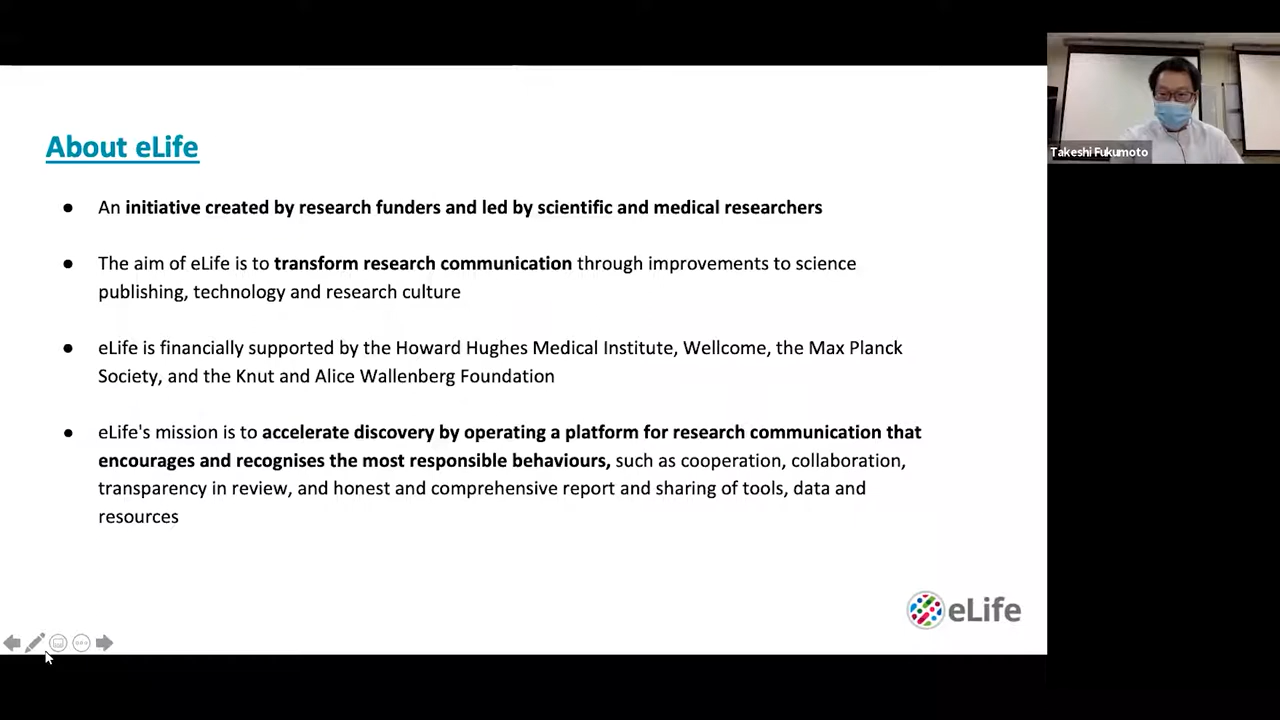 About eLife
● An initiative created by research funders and led by scientific and medical researchers
● The aim of eLife is to transform research communication through improvements to science
publishing, technology and research culture
● eLife is financially supported by the Howard Hughes Medical Institute, Wellcome, the Max Planck
Society, and the Knut and Alice Wallenberg Foundation
● eLife's mission is to accelerate discovery by operating a platform for research communication that
encourages and recognises the most responsible behaviours, such as cooperation, collaboration,
transparency in review, and honest and comprehensive report and sharing of tools, data and
resources
eLife
Takeshi Fukumoto